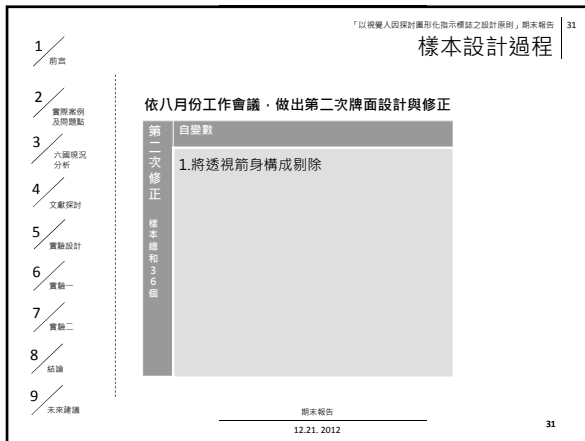 「以視覺人因探討圖形化指示標誌之設計原則」期末報告 31
樣本設計過程
1 前言
2 實際案例
及問題點
3 六國現況
分析
4 文獻探討
5 實驗設計
6 實驗一
7 實驗二
8 結論
9 未來建議
依八月份工作會議，做出第二次牌面設計與修正
第二次修正 樣本總和36個
自變數
1.將透視箭身構成剔除
期末報告
12.21. 2012
31